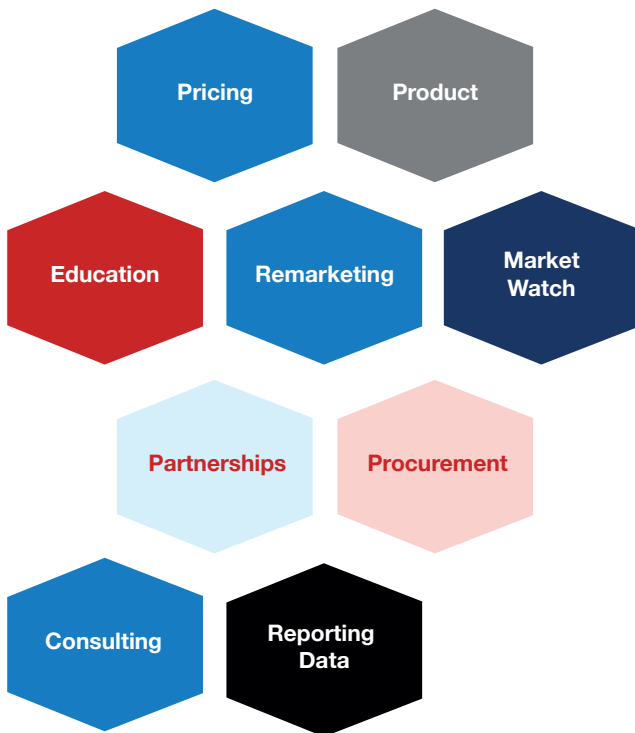 Pricing
Product
Education
Remarketing
Market
Watch
Partnerships
Procurement
Consulting
Reporting
Data